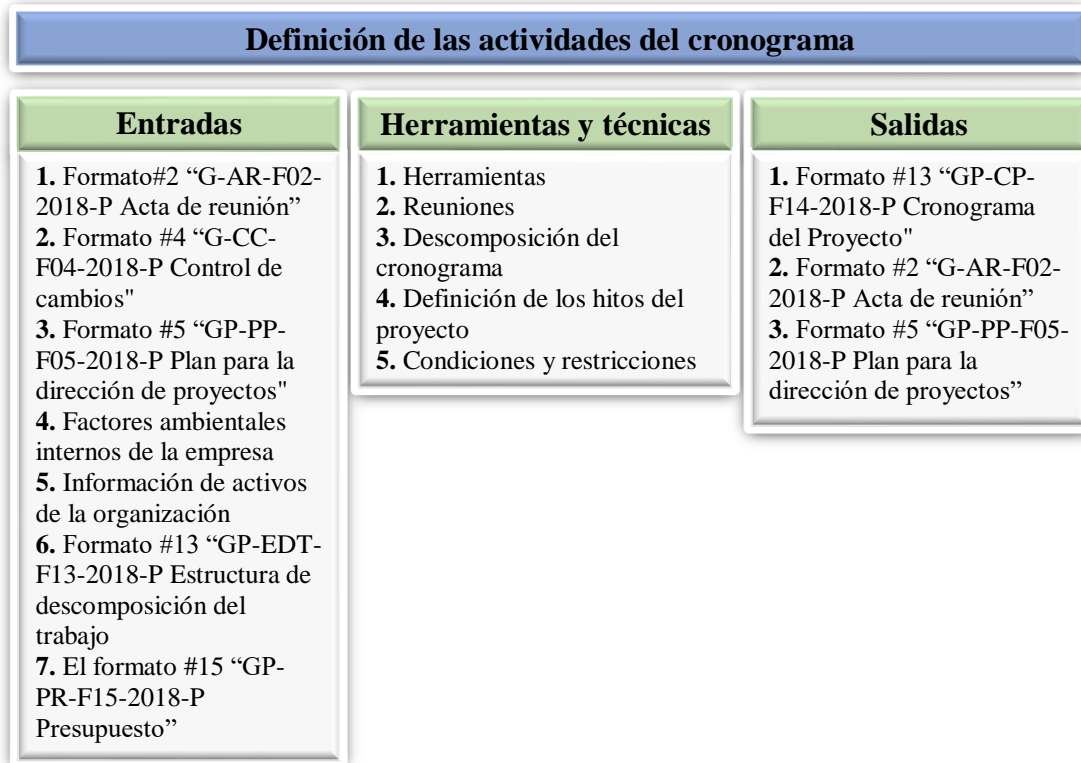 Definición de las actividades del cronograma
Entradas
1. Formato#2 “G-AR-F02-
2018-P Acta de reunión”
2. Formato #4 “G-CC-
F04-2018-P Control de
cambios"
3. Formato #5 “GP-PP-
F05-2018-P Plan para la
dirección de proyectos"
4. Factores ambientales
internos de la empresa
5. Información de activos
de la organización
6. Formato #13 “GP-EDT-
F13-2018-P Estructura de
descomposición del
trabajo
7. El formato #15 “GP-
PR-F15-2018-P
Presupuesto”
Herramientas y técnicas
1. Herramientas
2. Reuniones
3. Descomposición del
cronograma
4. Definición de los hitos del
proyecto
5. Condiciones y restricciones
Salidas
1. Formato #13 “GP-CP-
F14-2018-P Cronograma
del Proyecto"
2. Formato #2 “G-AR-F02-
2018-P Acta de reunión”
3. Formato #5 “GP-PP-F05-
2018-P Plan para la
dirección de proyectos”